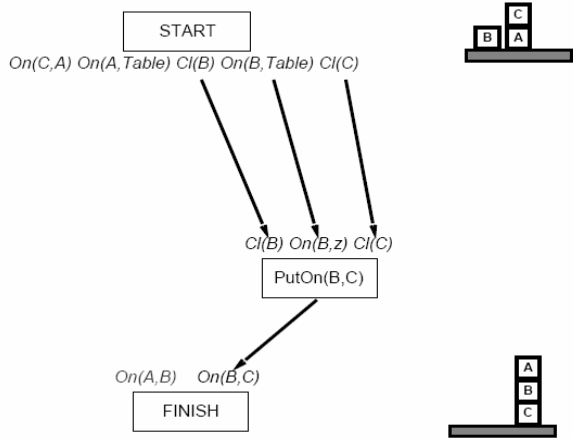 START
On(C,A) On(A,Table) Cl(B) On(B,Table) Cl(C)
C
B A
Cl(B) On(B,z) Cl(C)
PutOn(B,C)
On(A,B) On(B,C)
FINISH
A
B
C